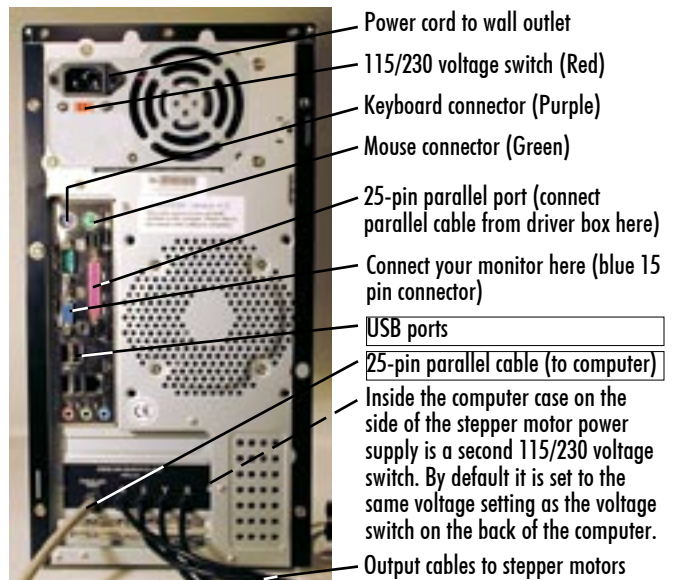 Power cord to wall outlet
115/230 voltage switch (Red)
Keyboard connector (Purple)
Mouse connector (Green)
25-pin parallel port (connect
parallel cable from driver box here)
Connect your monitor here (blue 15
pin connector)
USB ports
25-pin parallel cable (to computer)
Inside the computer case on the
side of the stepper motor power
supply is a second 115/230 voltage
switch. By default it is set to the
same voltage setting as the voltage
switch on the back of the computer.
Output cables to stepper motors
CE